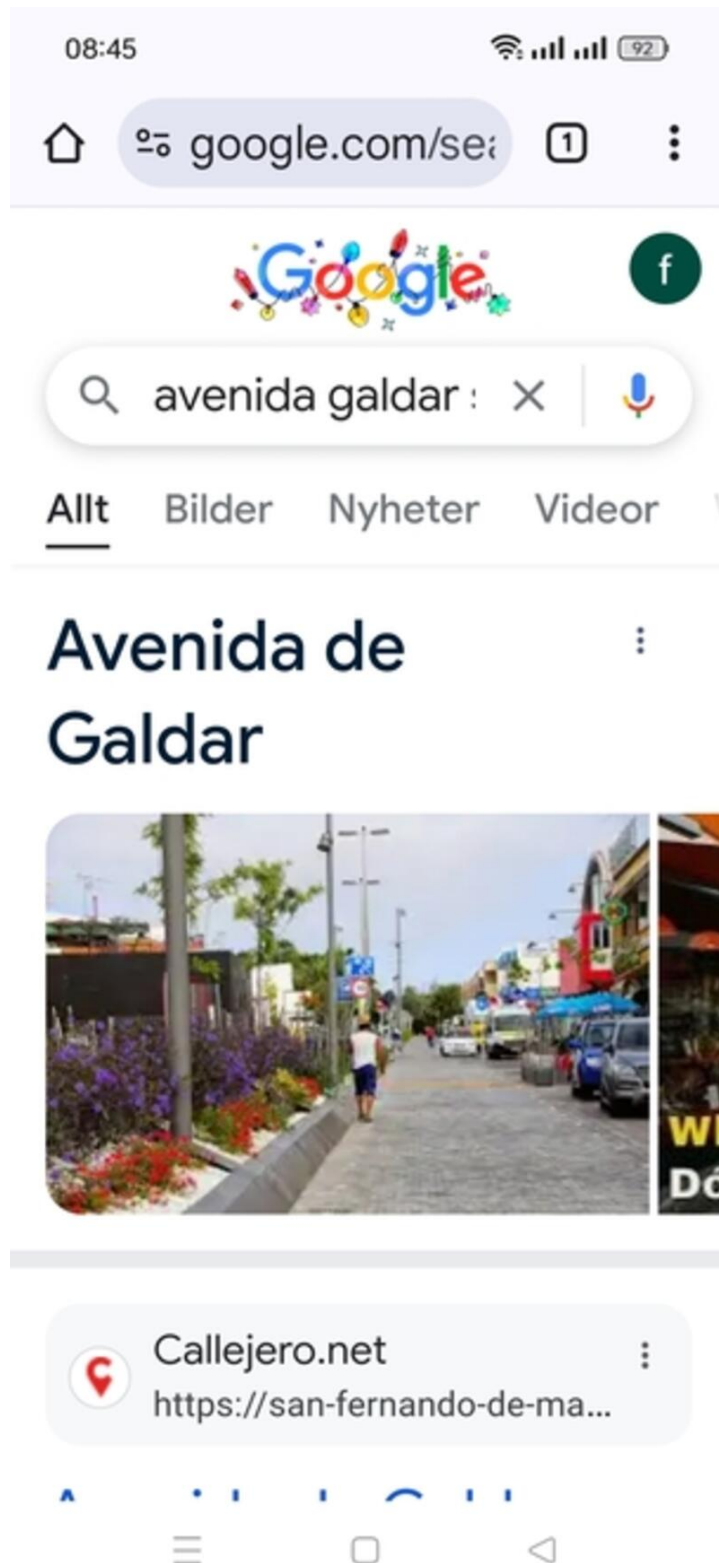 08:45
92
google.com/sea
1
Google
f
avenida galdar
Allt Bilder Nyheter Videor
Avenida de
Galdar
Callejero.net
https://san-fernando-de-ma...